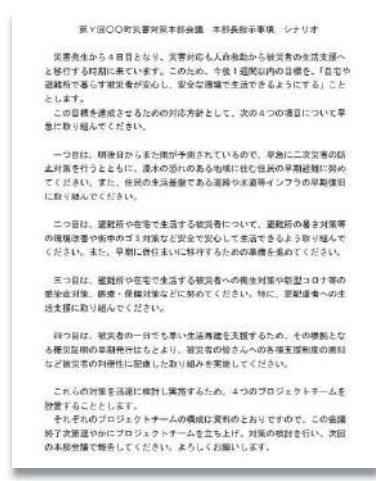 第Y回〇〇町災害対策本部会議　本部長指示事項　シナリオ
災害発生から４日目となり、災害対応も人命救助から被災者の生活支援へ
と移行する時期に来ています。このため、今後１週間以内の目標を、「自宅や
避難所で暮らす被災者が安心し、安全な環境で生活できるようにする」こと
とします。
この目標を達成させるための対応方針として、次の４つの項目について早
急に取り組んでください。
一つ目は、明後日からまた雨が予測されているので、早急に二次災害の防
止対策を行うとともに、浸水の恐れのある地域に住む住民の早期避難に努め
てください。また、住民の生活基盤である道路や水道等インフラの早期復旧
に取り組んでください。
二つ目は、避難所や在宅で生活する被災者について、避難所の暑さ対策等
の環境改善や街中のゴミ対策など安全で安心して生活できるよう取り組んで
ください。また、早期に仮住まいに移行するための準備を進めてください。
三つ目は、避難所や在宅で生活する被災者への衛生対策や新型コロナ等の
感染症対策、医療・保健対策などに努めてください。特に、要配慮者への生
活支援に取り組んでください。
四つ目は、被災者の一日でも早い生活再建を支援するため、その根拠とな
る罹災証明の早期発行はもとより、被災者の皆さんへの各種支援制度の周知
など被災者の利便性に配慮した取り組みを実施してください。
これらの対策を迅速に検討し実施するため、４つのプロジェクトチームを
設置することとします。
それぞれのプロジェクトチームの構成は資料のとおりですので、この会議
終了次第速やかにプロジェクトチームを立ち上げ、対策の検討を行い、次回
の本部会議で報告してください。よろしくお願いします。